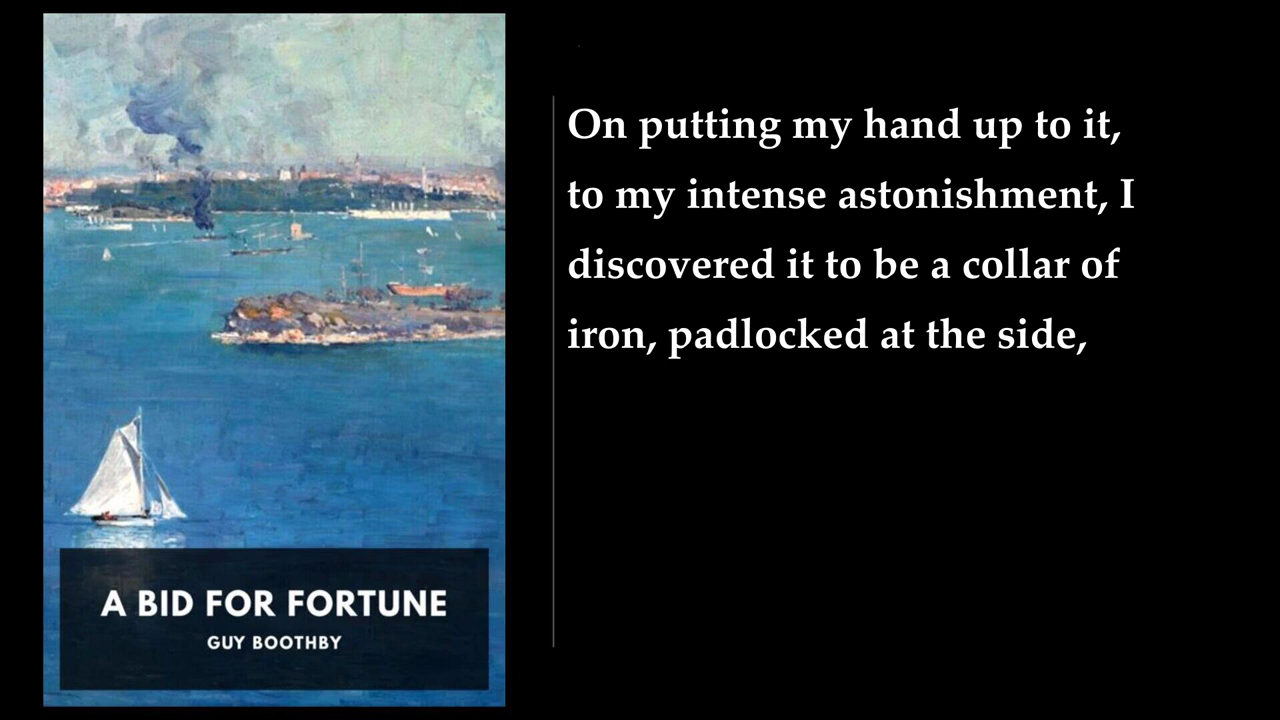 On putting my hand up to it,
to my intense astonishment, I
discovered it to be a collar of
iron, padlocked at the side,
A BID FOR FORTUNE
GUY BOOTHBY